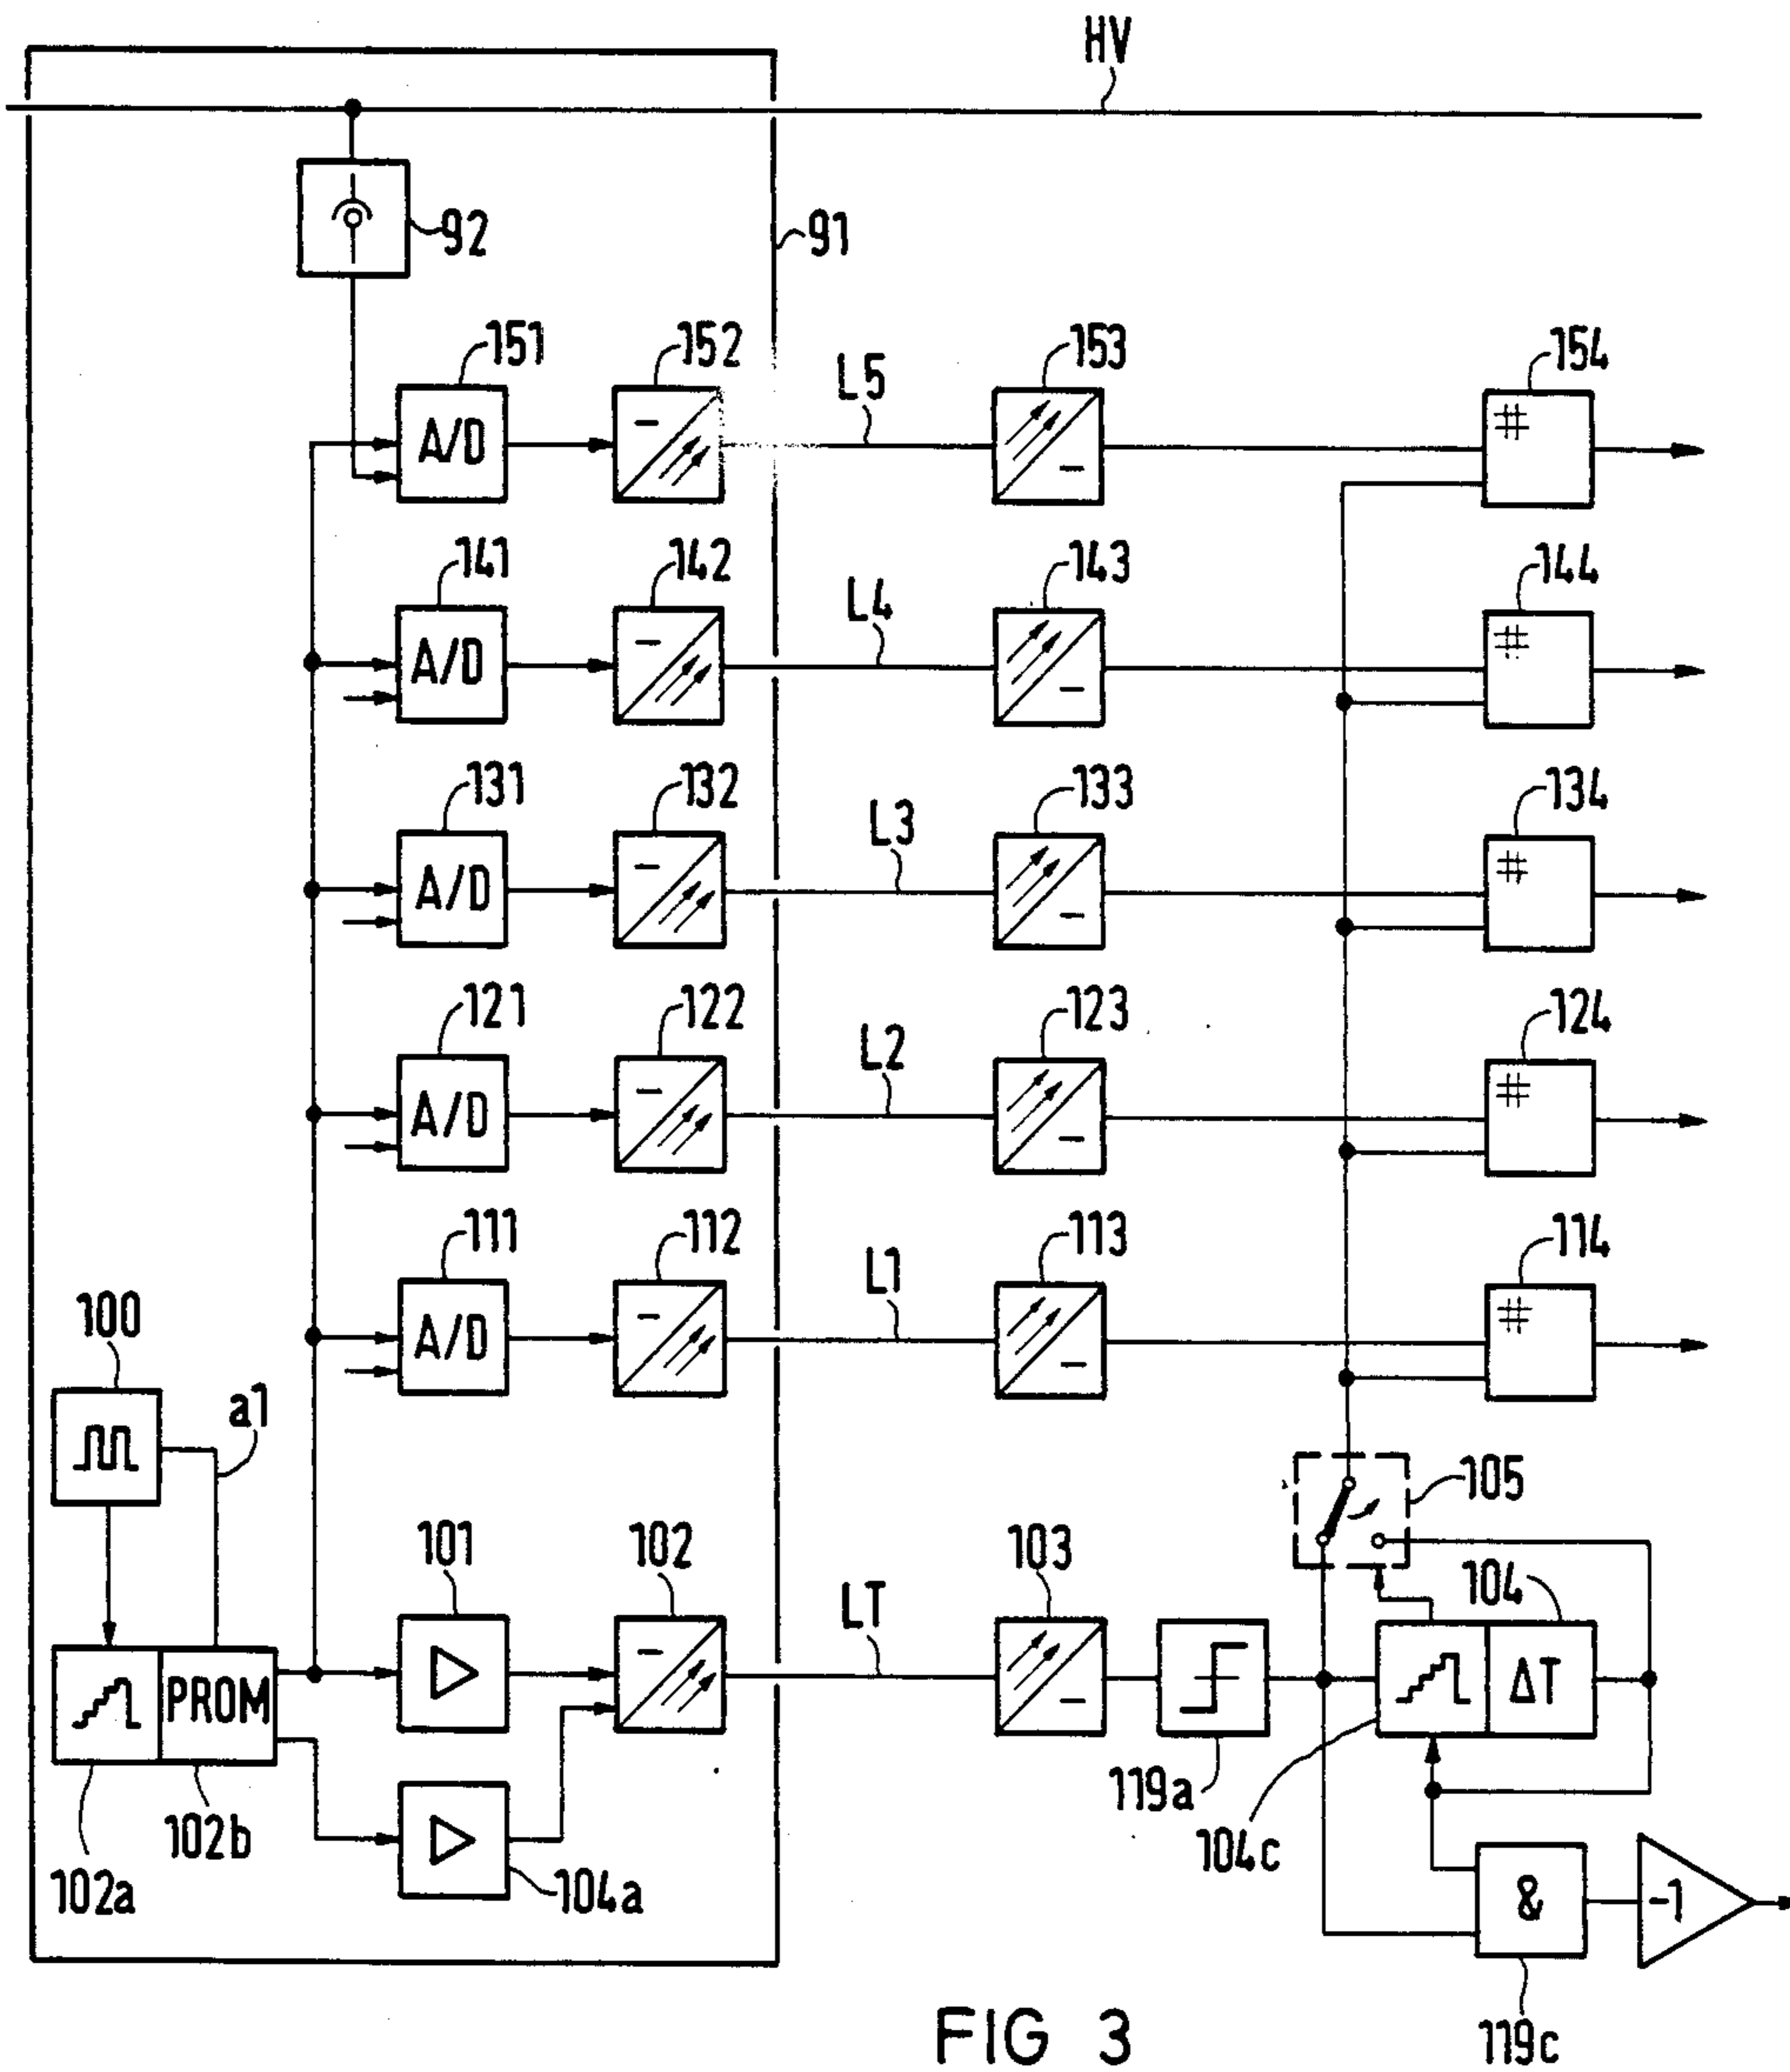 HV
92
91
151
152
L5
153
154
A/D
#
141
142
L4
143
144
A/D
#
131
132
L3
133
134
A/D
#
121
122
L2
123
124
A/D
#
111
112
L1
113
114
A/D
#
100
a1
105
101
102
LT
103
104
PROM
ΔT
119a
102b
104c
102a
104a
&
-1
119c
FIG 3